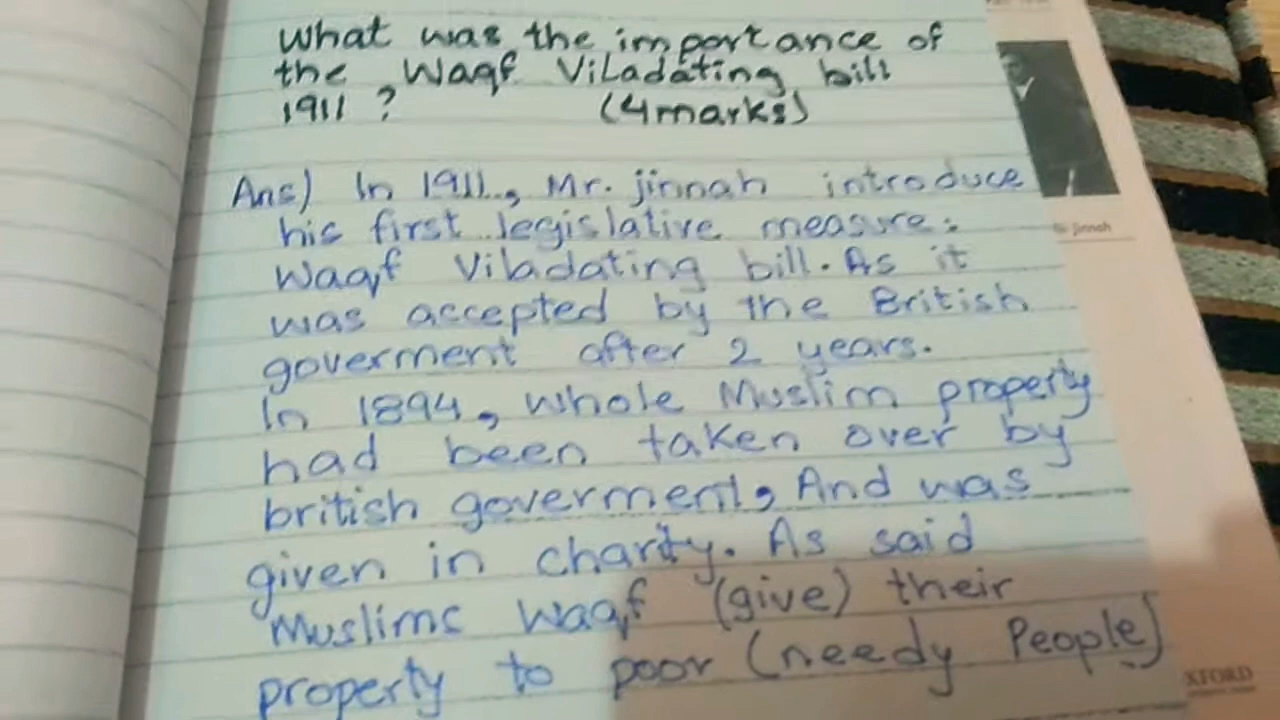 What was the importance of
the Waqf Viladating bill
1911 ? (4marks)
Ans) In 1911, Mr. jinnah introduce
his first legislative measure:
Waqf Viladating bill. As it
was accepted by the British
goverment after 2 years.
In 1894, whole Muslim property
had been taken over by
british goverment, And was
given in charity. As said
Muslims Waqf (give) their
property to poor (needy People)
jinnah
XFORD